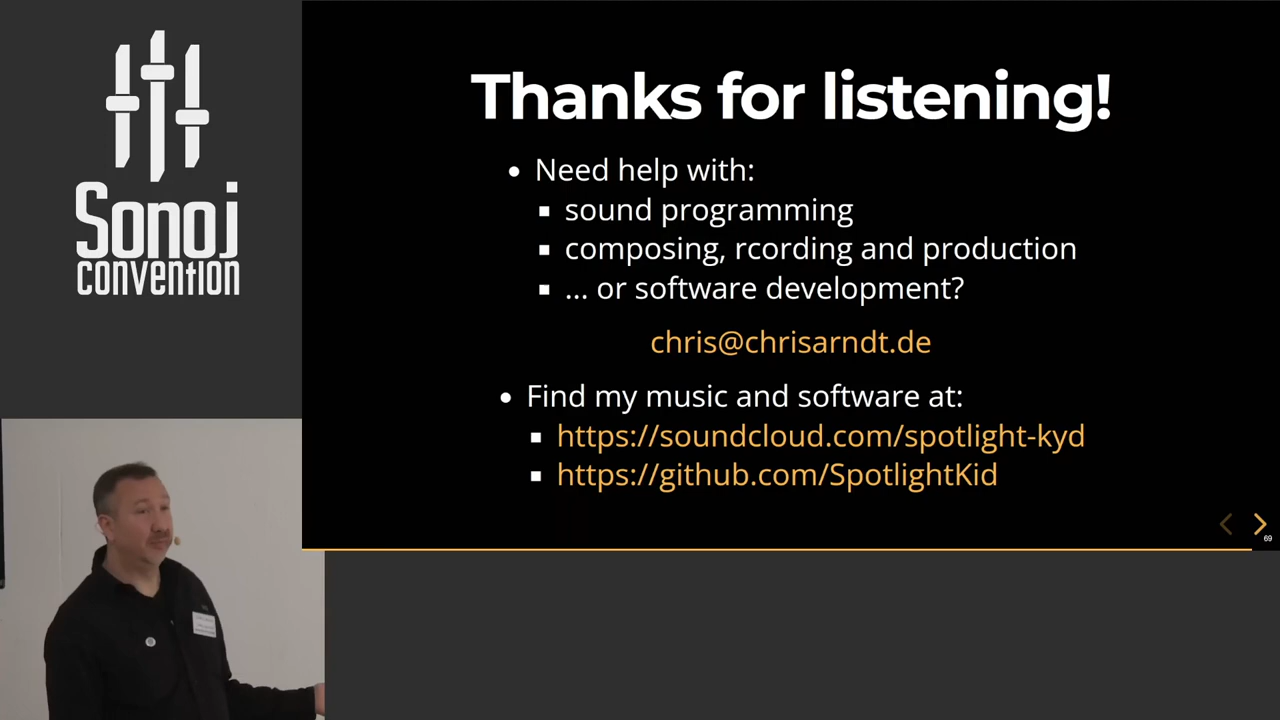 Sonoj
convention
Thanks for listening!
Need help with:
sound programming
composing, rcording and production
... or software development?
chris@chrisarndt.de
Find my music and software at:
https://soundcloud.com/spotlight-kyd
https://github.com/SpotlightKid
69